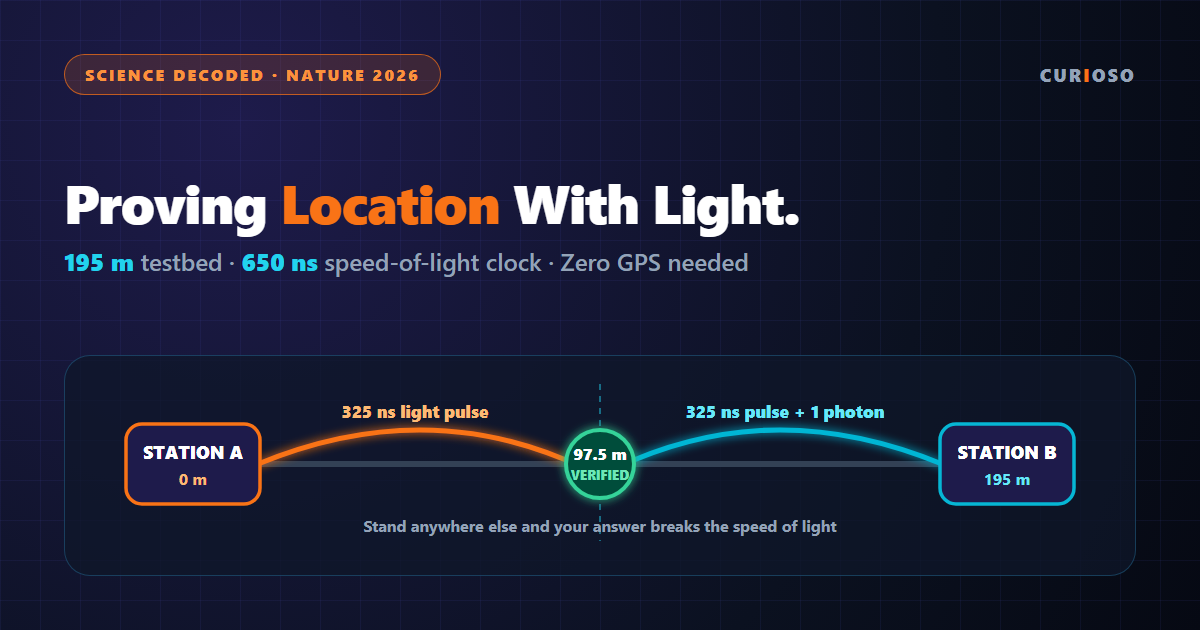 SCIENCE DECODED · NATURE 2026
CURIOSO
Proving Location With Light.
195 m testbed · 650 ns speed-of-light clock · Zero GPS needed
325 ns light pulse
325 ns pulse + 1 photon
STATION A
0 m
97.5 m
VERIFIED
STATION B
195 m
Stand anywhere else and your answer breaks the speed of light